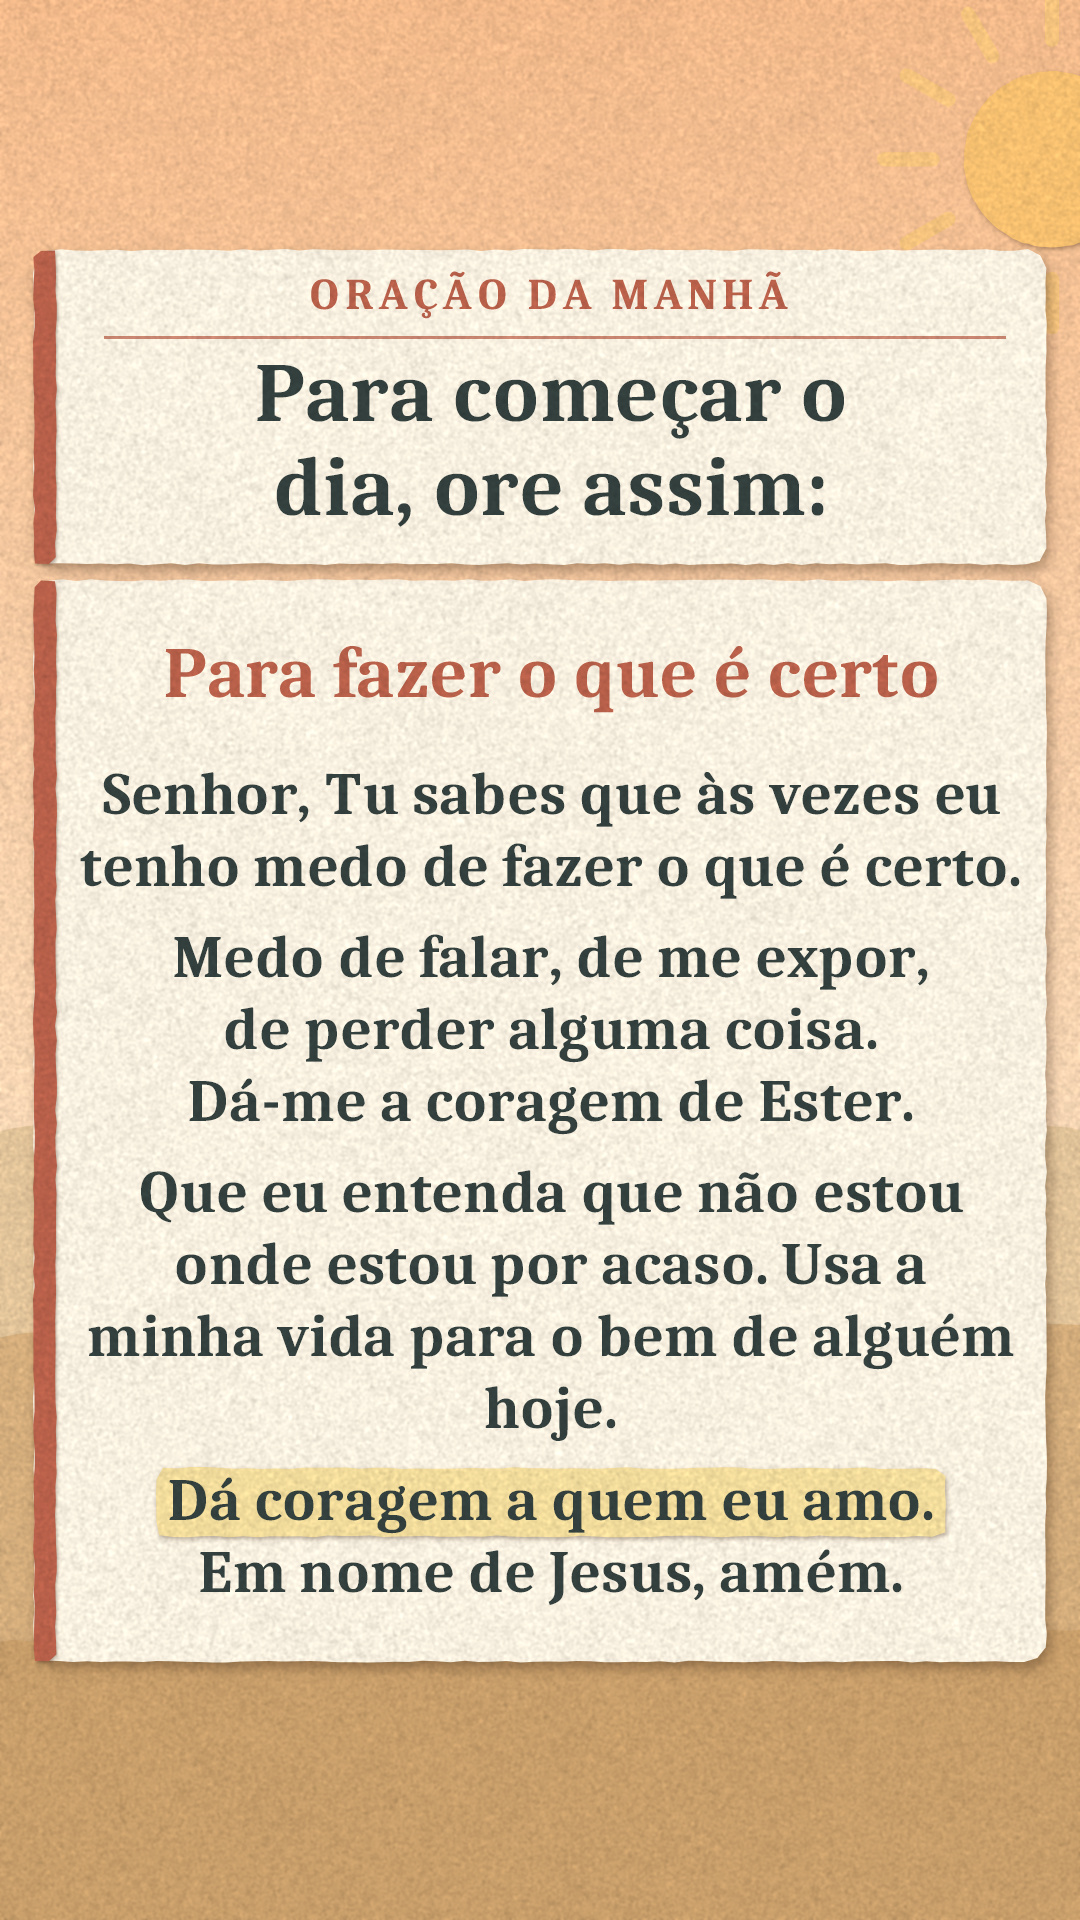 ORAÇÃO DA MANHÃ
Para começar o
dia, ore assim:
Para fazer o que é certo
Senhor, Tu sabes que às vezes eu
tenho medo de fazer o que é certo.
Medo de falar, de me expor,
de perder alguma coisa.
Dá-me a coragem de Ester.
Que eu entenda que não estou
onde estou por acaso. Usa a
minha vida para o bem de alguém
hoje.
Dá coragem a quem eu amo.
Em nome de Jesus, amém.